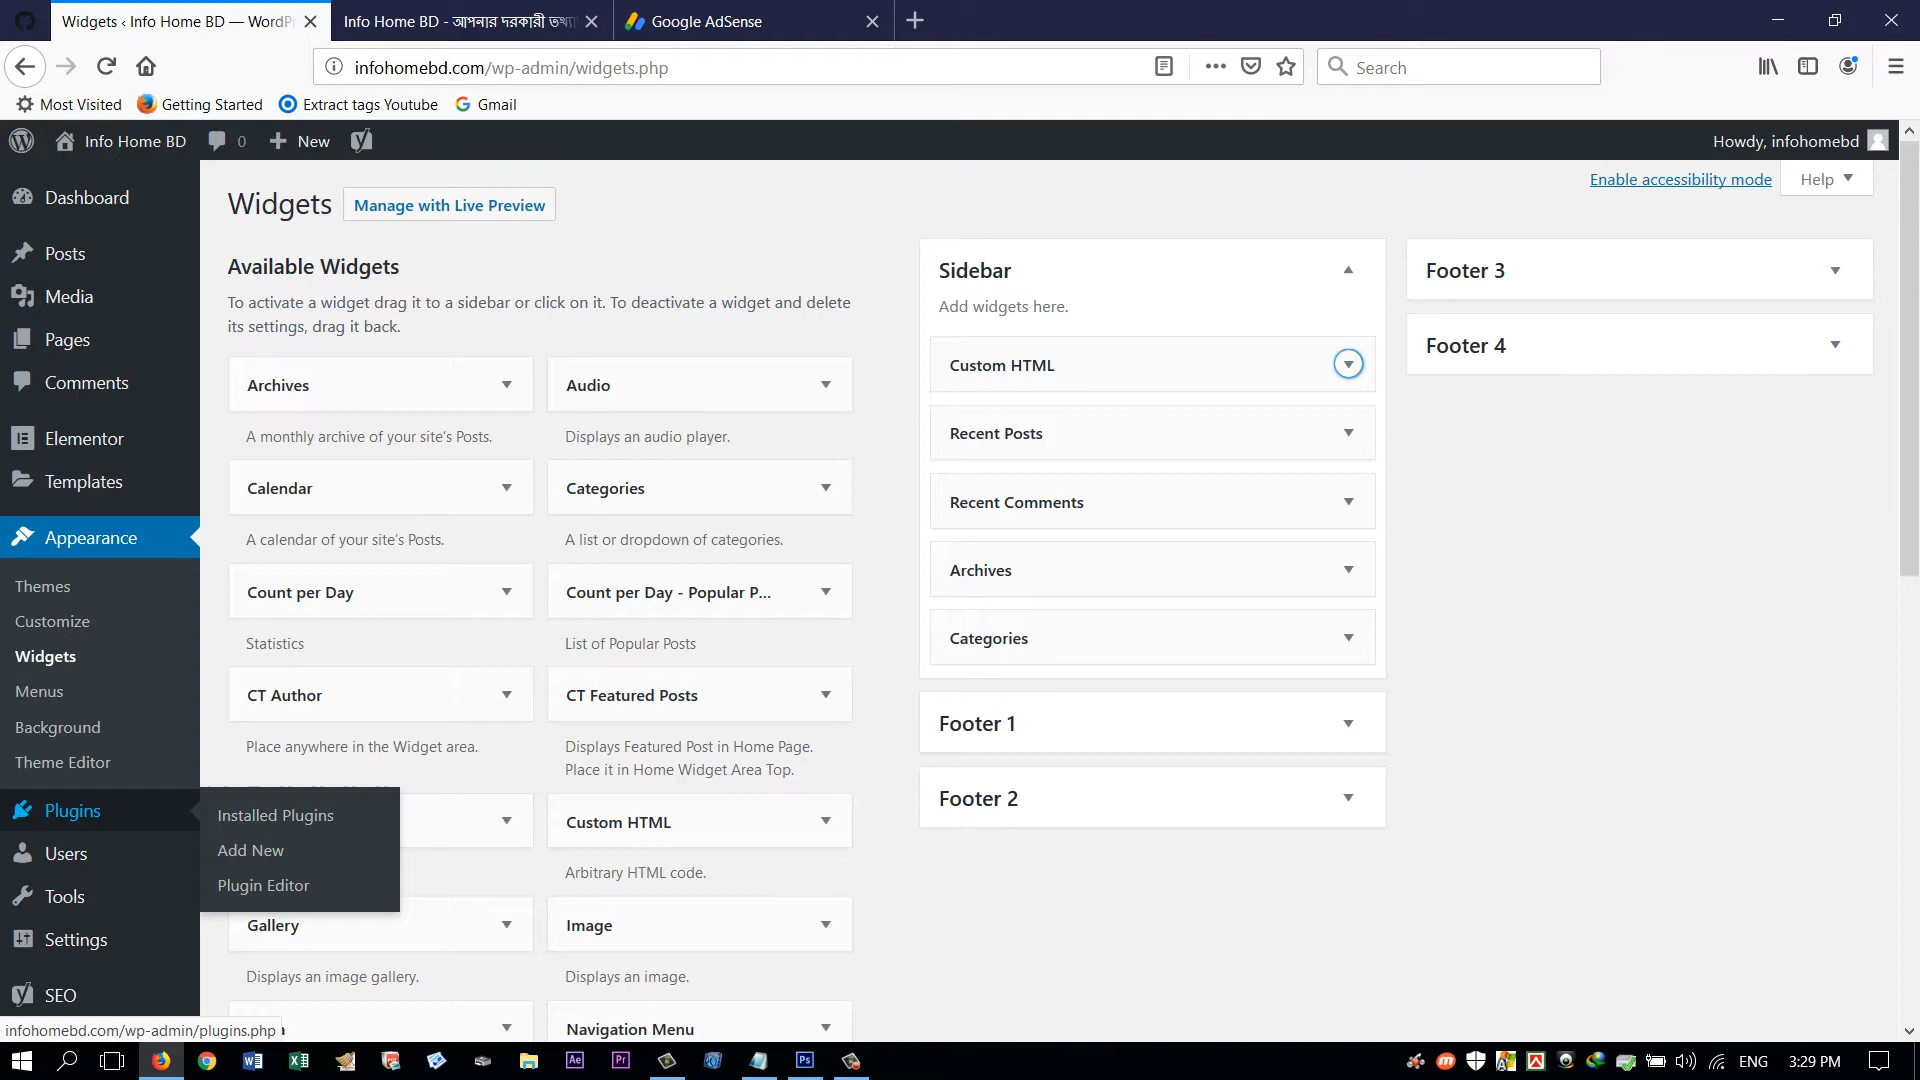 Widgets ‹ Info Home BD — WordPr
Info Home BD - আপনার দরকারী তথ্য
Google AdSense
infohomebd.com/wp-admin/widgets.php
Search
Most Visited
Getting Started
Extract tags Youtube
Gmail
Info Home BD
0
New
Howdy, infohomebd
Enable accessibility mode
Help
Dashboard
Posts
Media
Pages
Comments
Elementor
Templates
Appearance
Themes
Customize
Widgets
Menus
Background
Theme Editor
Plugins
Users
Tools
Settings
SEO
Installed Plugins
Add New
Plugin Editor
Widgets
Manage with Live Preview
Available Widgets
To activate a widget drag it to a sidebar or click on it. To deactivate a widget and delete
its settings, drag it back.
Archives
A monthly archive of your site’s Posts.
Audio
Displays an audio player.
Calendar
A calendar of your site’s Posts.
Categories
A list or dropdown of categories.
Count per Day
Statistics
Count per Day - Popular P...
List of Popular Posts
CT Author
Place anywhere in the Widget area.
CT Featured Posts
Displays Featured Post in Home Page.
Place it in Home Widget Area Top.
Custom HTML
Arbitrary HTML code.
Gallery
Displays an image gallery.
Image
Displays an image.
Navigation Menu
Sidebar
Add widgets here.
Custom HTML
Recent Posts
Recent Comments
Archives
Categories
Footer 1
Footer 2
Footer 3
Footer 4
infohomebd.com/wp-admin/plugins.php
ENG
3:29 PM